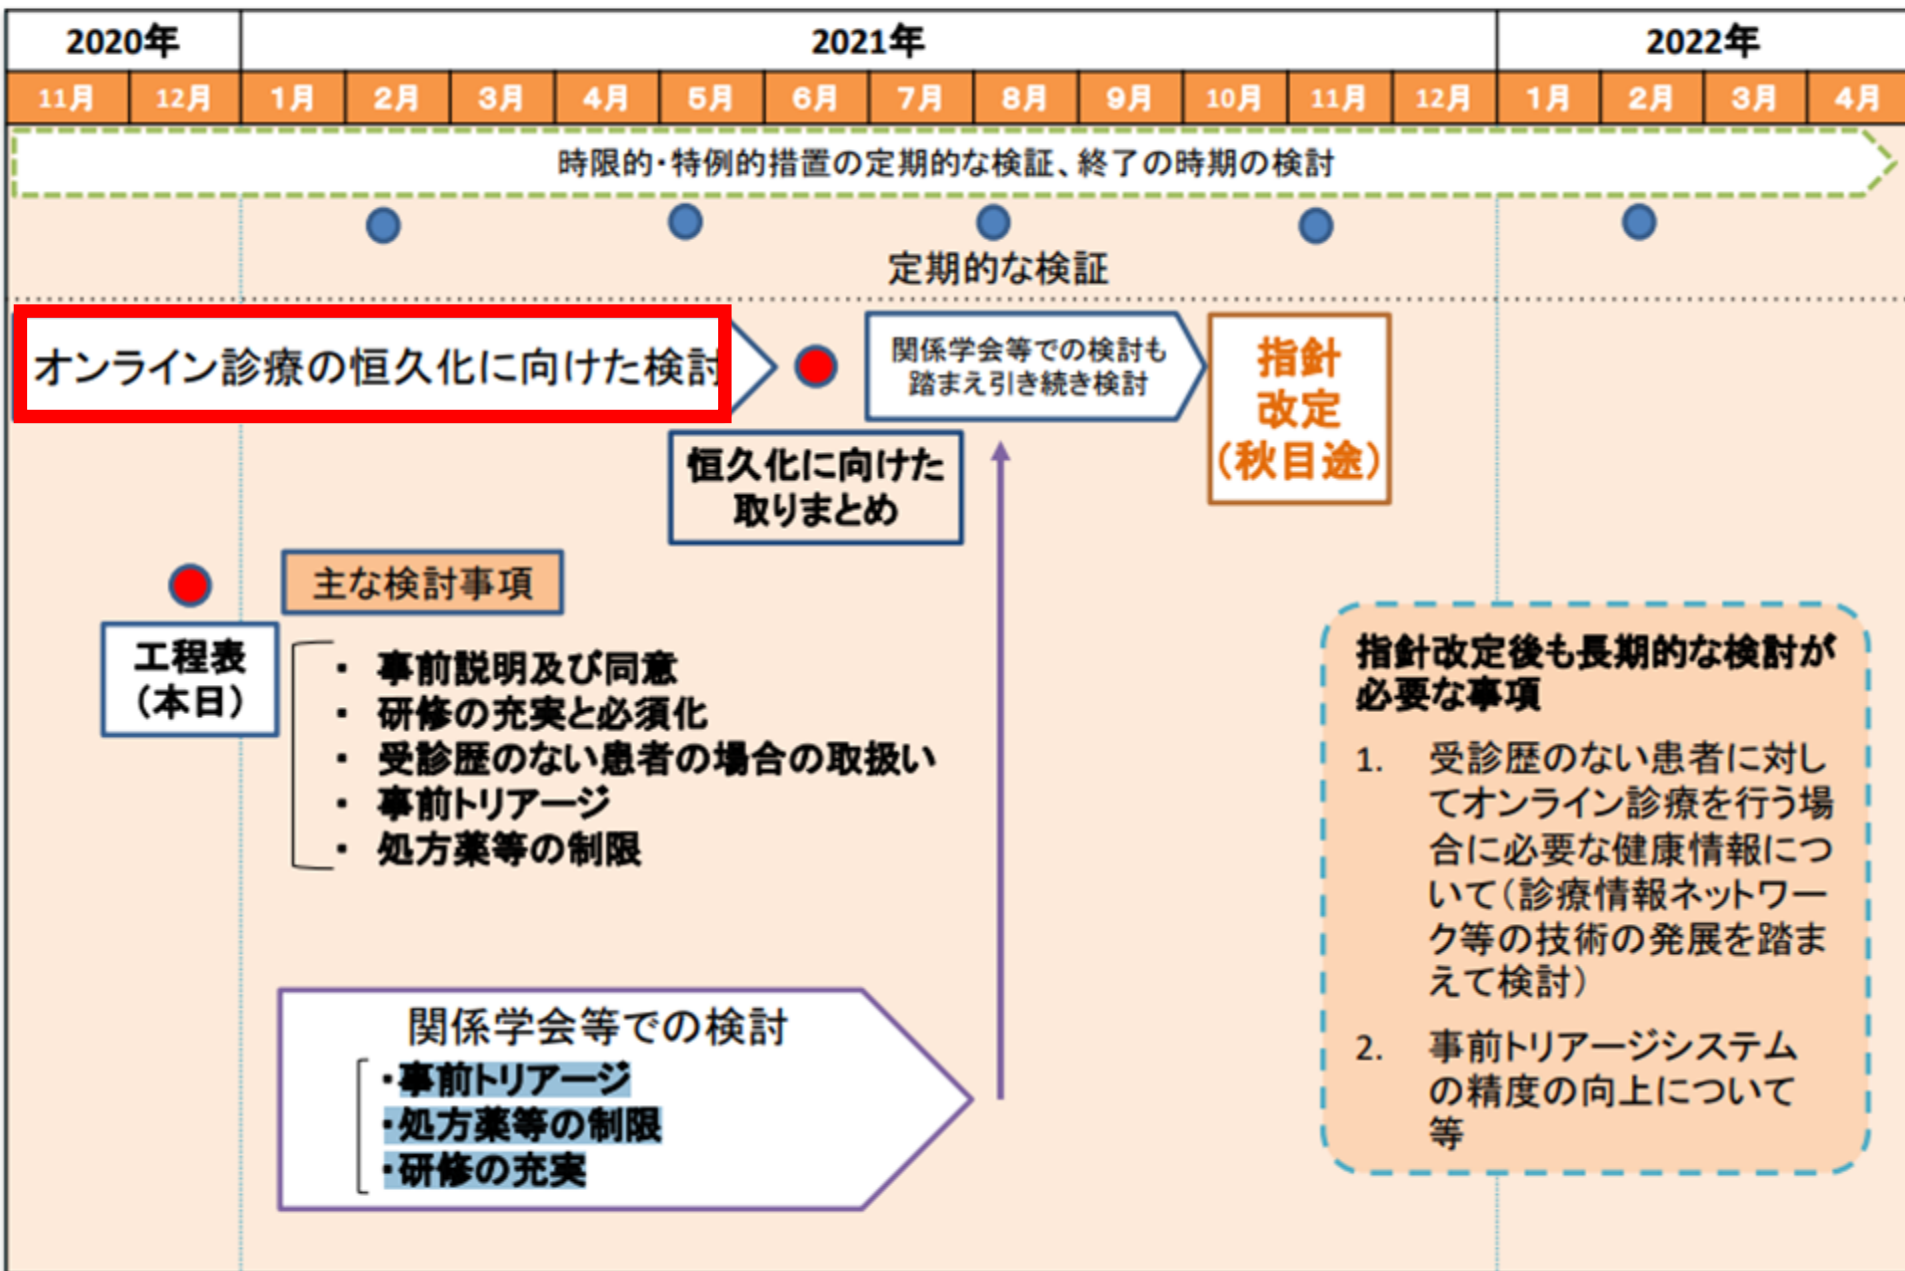 2020年 2021年 2022年
11月 12月 1月 2月 3月 4月 5月 6月 7月 8月 9月 10月 11月 12月 1月 2月 3月 4月
時限的・特例的措置の定期的な検証、終了の時期の検討
定期的な検証
オンライン診療の恒久化に向けた検討
関係学会等での検討も
踏まえ引き続き検討
指針
改定
(秋目途)
恒久化に向けた
取りまとめ
工程表
(本日)
主な検討事項
・ 事前説明及び同意
・ 研修の充実と必須化
・ 受診歴のない患者の場合の取扱い
・ 事前トリアージ
・ 処方薬等の制限
関係学会等での検討
・事前トリアージ
・処方薬等の制限
・研修の充実
指針改定後も長期的な検討が
必要な事項
1. 受診歴のない患者に対し
てオンライン診療を行う場
合に必要な健康情報につ
いて(診療情報ネットワー
ク等の技術の発展を踏ま
えて検討)
2. 事前トリアージシステム
の精度の向上について
等